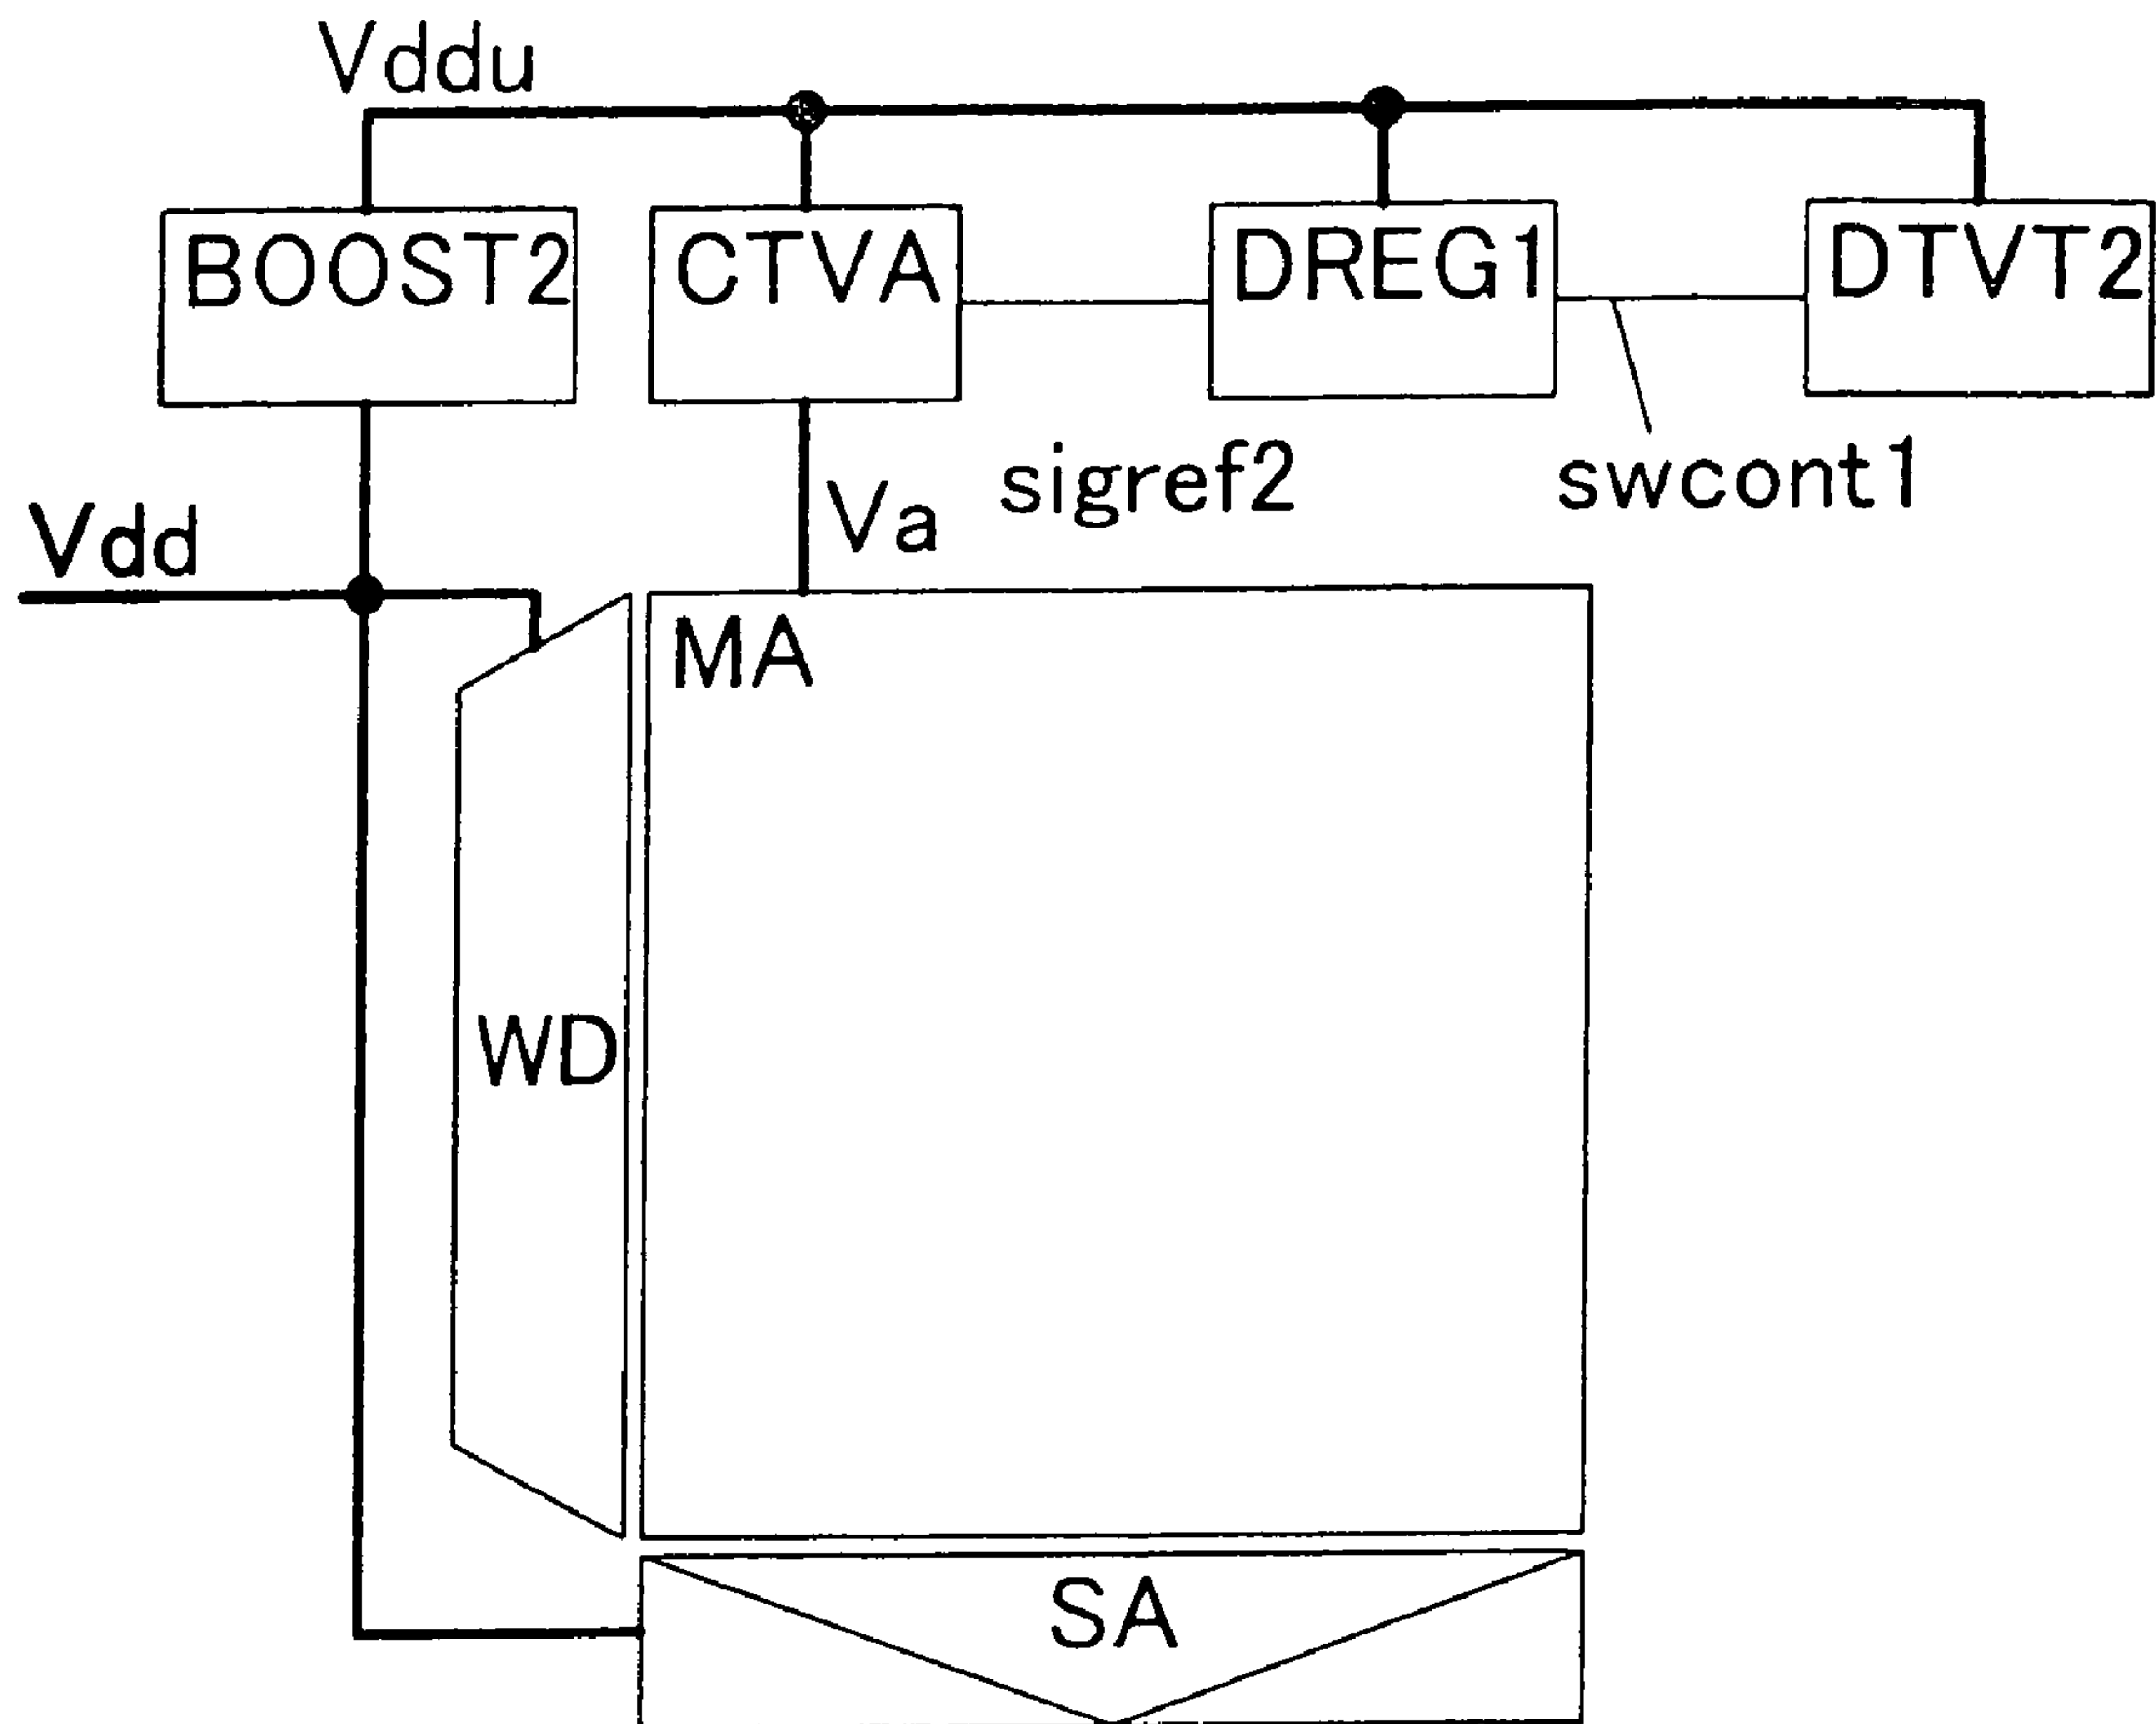 Vddu
BOOST2 CTVA DREG1 DTVT2
Vdd Va sigref2 swcont1
MA
WD
SA